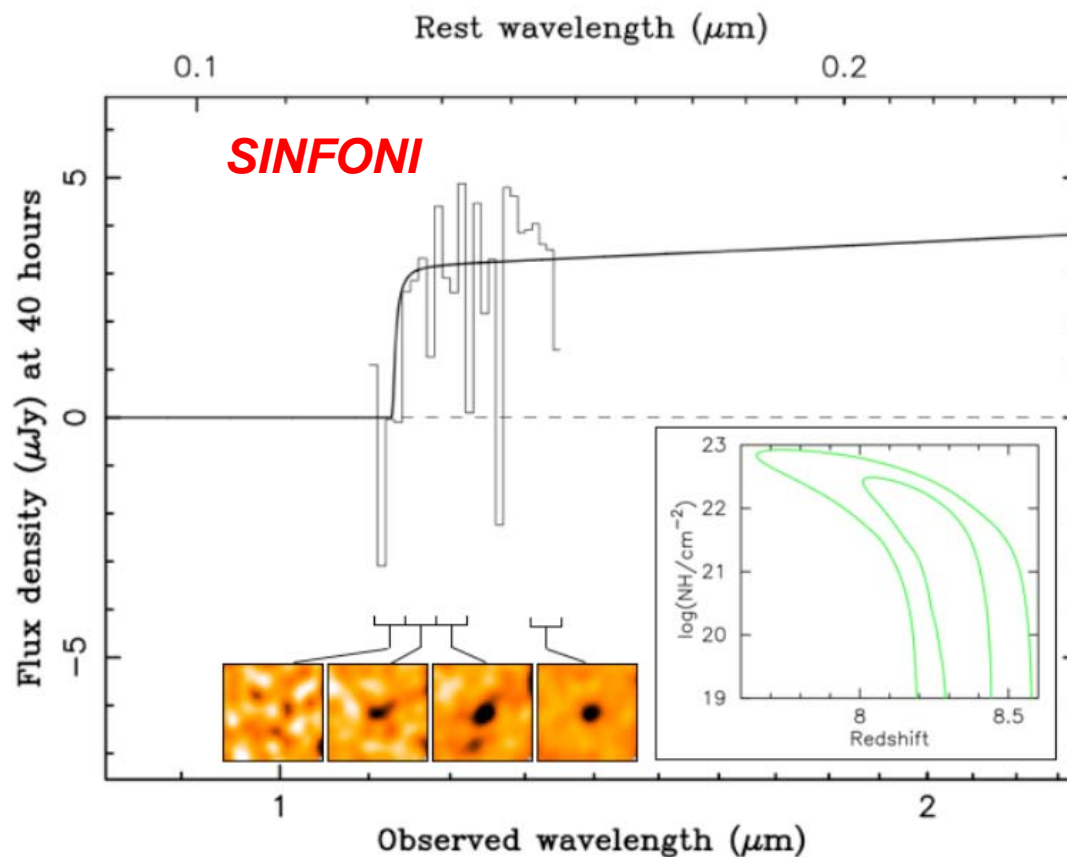 Rest wavelength (μm)
0.1 0.2
SINFONI
Flux density (μJy) at 40 hours
5
0
−5
log(NH/cm⁻²)
23
22
21
20
19
8 8.5
Redshift
1 2
Observed wavelength (μm)